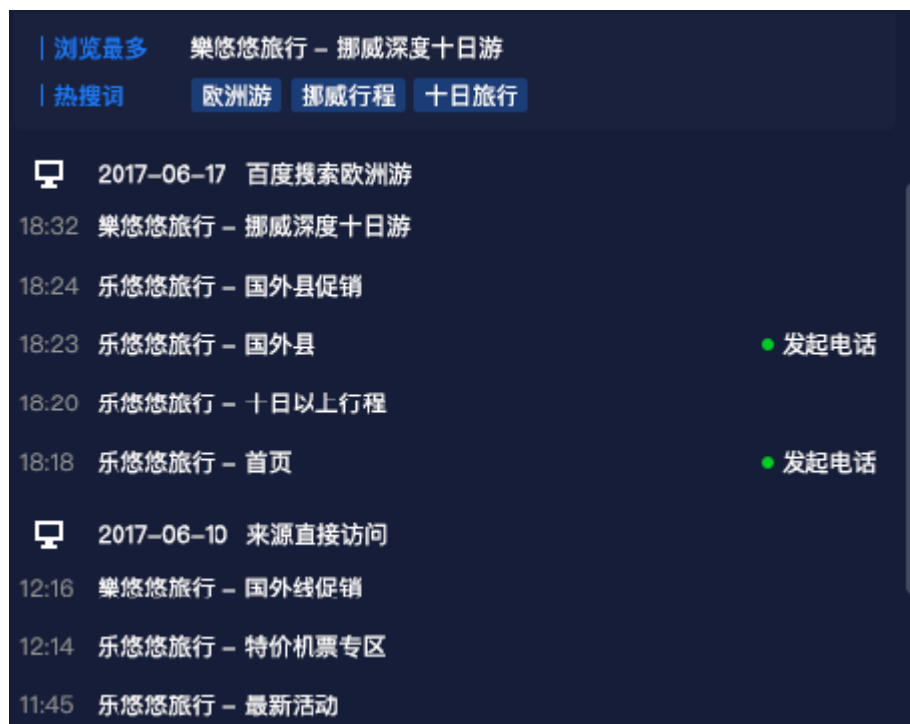 浏览最多 樂悠悠旅行 – 挪威深度十日游
热搜词 欧洲游 挪威行程 十日旅行
2017–06–17 百度搜索欧洲游
18:32 樂悠悠旅行 – 挪威深度十日游
18:24 乐悠悠旅行 – 国外县促销
18:23 乐悠悠旅行 – 国外县 发起电话
18:20 乐悠悠旅行 – 十日以上行程
18:18 乐悠悠旅行 – 首页 发起电话
2017–06–10 来源直接访问
12:16 樂悠悠旅行 – 国外线促销
12:14 乐悠悠旅行 – 特价机票专区
11:45 乐悠悠旅行 – 最新活动